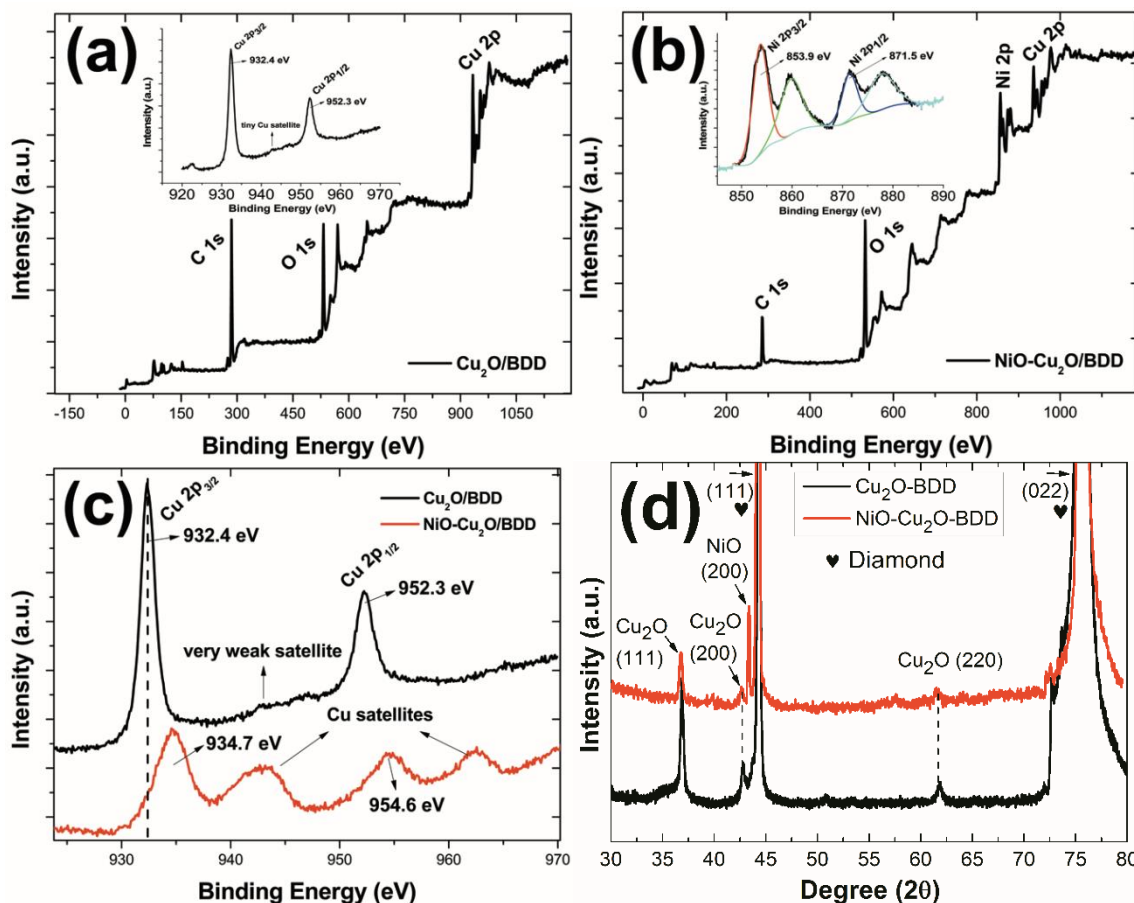 (a)
Cu 2p3/2
932.4 eV
Cu 2p1/2
952.3 eV
tiny Cu satellite
Intensity (a.u.)
920 930 940 950 960 970
Binding Energy (eV)
Cu 2p
C 1s
O 1s
Cu₂O/BDD
Intensity (a.u.)
-150 0 150 300 450 600 750 900 1050
Binding Energy (eV)
(b)
Ni 2p3/2
853.9 eV
Ni 2p1/2
871.5 eV
Intensity (a.u.)
850 860 870 880 890
Binding Energy (eV)
Ni 2p
Cu 2p
C 1s
O 1s
NiO-Cu₂O/BDD
Intensity (a.u.)
0 200 400 600 800 1000
Binding Energy (eV)
(c)
Cu 2p3/2
932.4 eV
Cu 2p1/2
952.3 eV
Cu₂O/BDD
NiO-Cu₂O/BDD
very weak satellite
Cu satellites
934.7 eV
954.6 eV
Intensity (a.u.)
930 940 950 960 970
Binding Energy (eV)
(d)
(111)
Cu₂O-BDD
NiO-Cu₂O-BDD
♥ Diamond
(022)
NiO
(200)
Cu₂O
(111)
Cu₂O
(200)
Cu₂O (220)
Intensity (a.u.)
30 35 40 45 50 55 60 65 70 75 80
Degree (2θ)